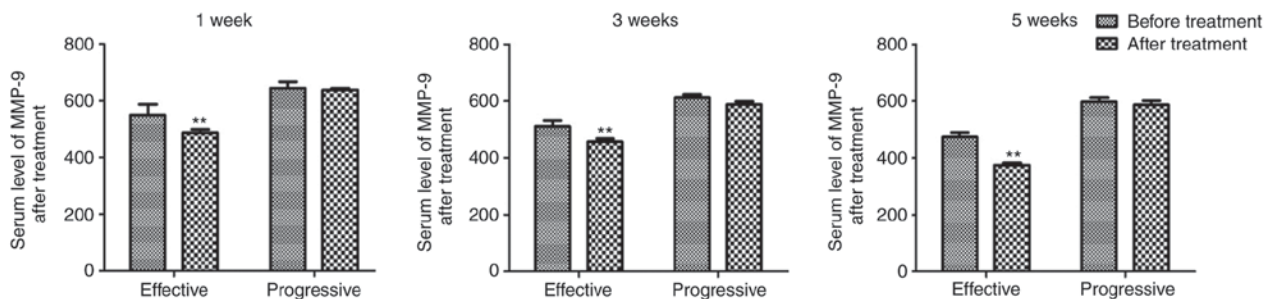 1 week
Serum level of MMP-9
after treatment
800
600
400
200
0
**
Effective
Progressive
3 weeks
Serum level of MMP-9
after treatment
800
600
400
200
0
**
Effective
Progressive
5 weeks
Before treatment
After treatment
Serum level of MMP-9
after treatment
800
600
400
200
0
**
Effective
Progressive